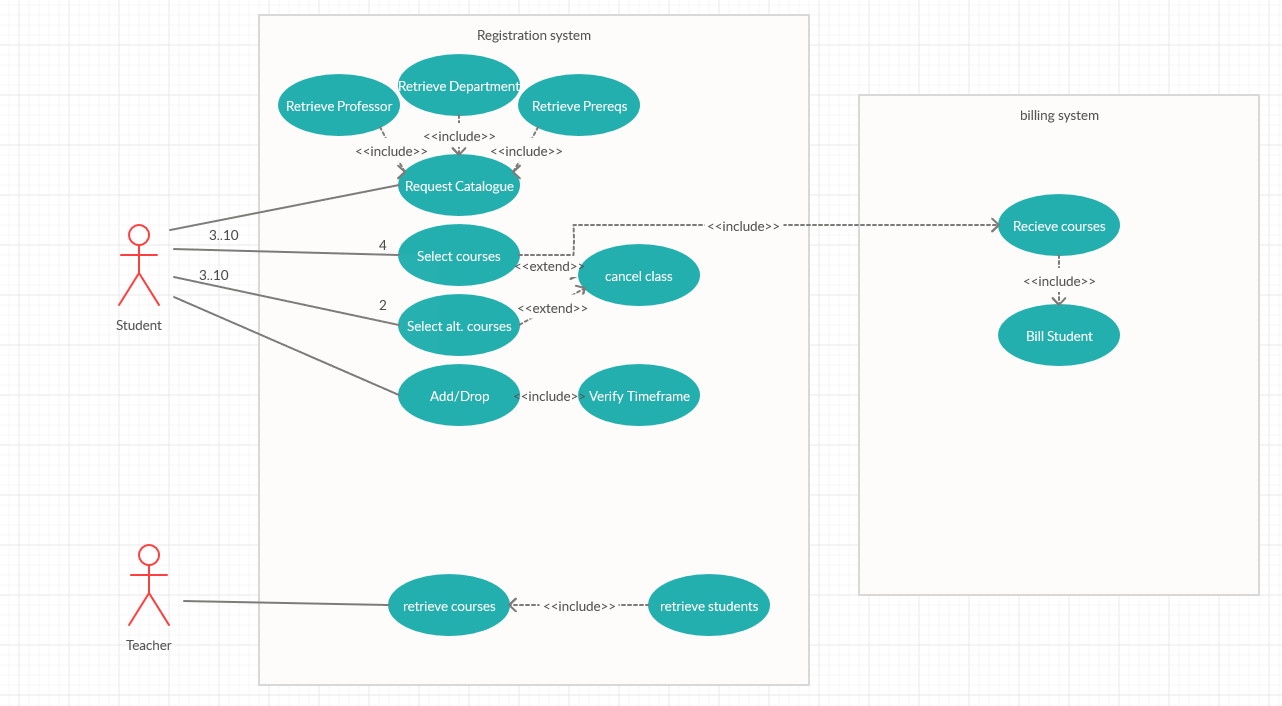 Registration system
Retrieve Professor
Retrieve Department
Retrieve Prereqs
<<include>>
<<include>>
<<include>>
Request Catalogue
billing system
3..10
4
Select courses
<<include>>
Recieve courses
<<extend>>
cancel class
3..10
2
<<extend>>
<<include>>
Student
Select alt. courses
Bill Student
Add/Drop
<<include>>
Verify Timeframe
retrieve courses
<<include>>
retrieve students
Teacher